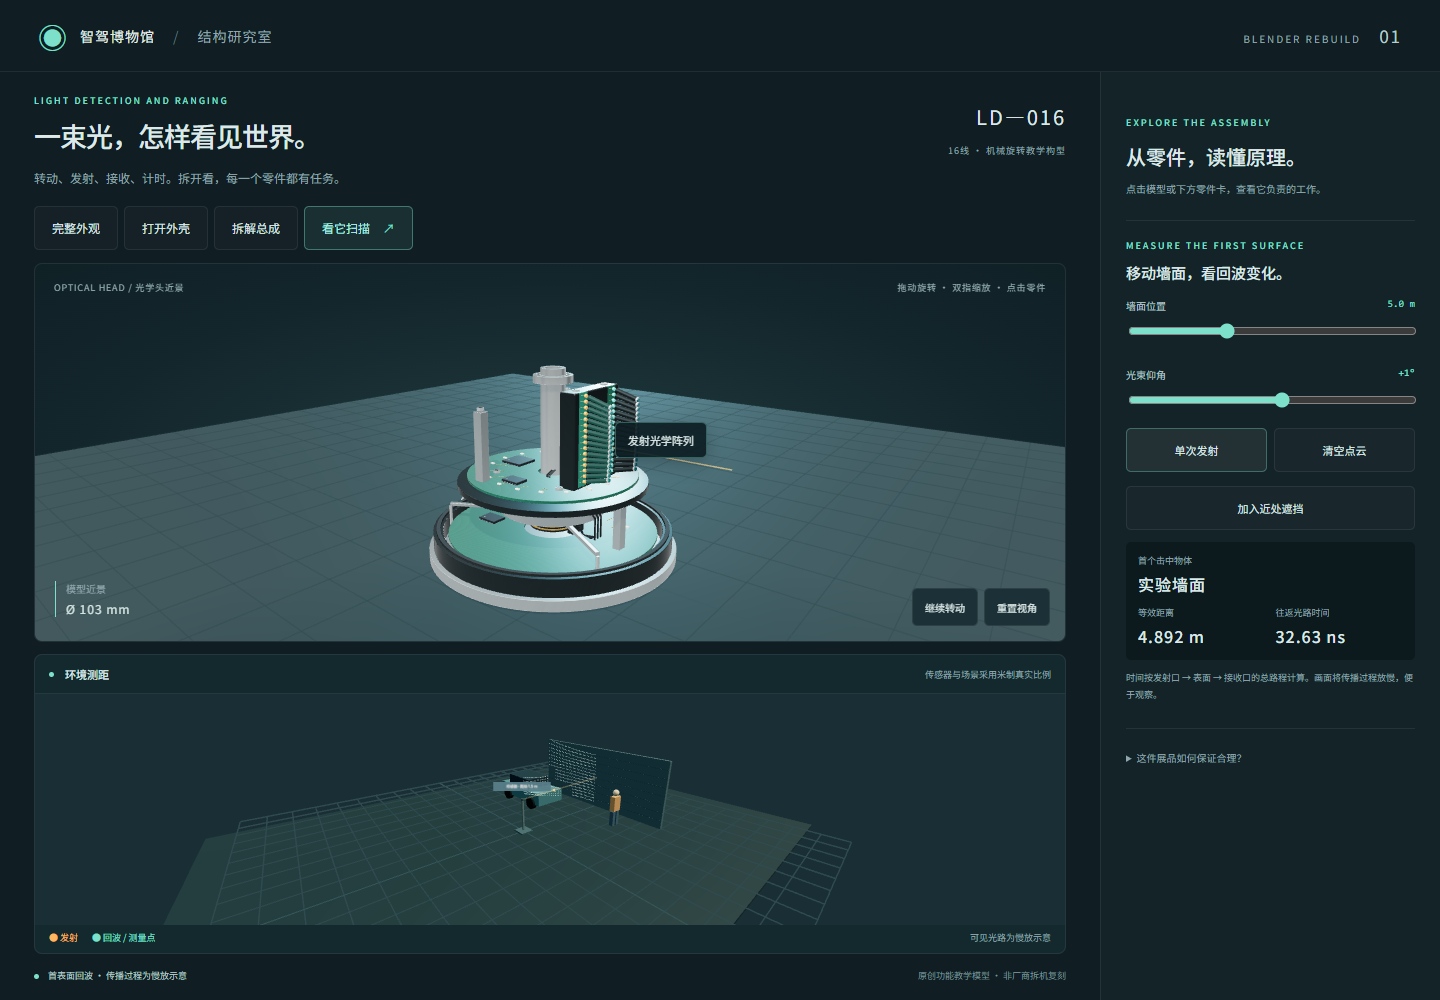 智驾博物馆 / 结构研究室
BLENDER REBUILD 01
LIGHT DETECTION AND RANGING
一束光，怎样看见世界。
转动、发射、接收、计时。拆开看，每一个零件都有任务。
LD—016
16线 · 机械旋转教学构型
完整外观
打开外壳
拆解总成
看它扫描 ↗
OPTICAL HEAD / 光学头近景
拖动旋转 · 双指缩放 · 点击零件
发射光学阵列
模型近景
Ø 103 mm
继续转动
重置视角
环境测距
传感器与场景采用米制真实比例
发射
回波 / 测量点
可见光路为慢放示意
首表面回波 · 传播过程为慢放示意
原创功能教学模型 · 非厂商拆机复刻
EXPLORE THE ASSEMBLY
从零件，读懂原理。
点击模型或下方零件卡，查看它负责的工作。
MEASURE THE FIRST SURFACE
移动墙面，看回波变化。
墙面位置 5.0 m
光束仰角 +1°
单次发射
清空点云
加入近处遮挡
首个击中物体
实验墙面
等效距离 往返光路时间
4.892 m 32.63 ns
时间按发射口 → 表面 → 接收口的总路程计算。画面将传播过程放慢，便
于观察。
▶ 这件展品如何保证合理？